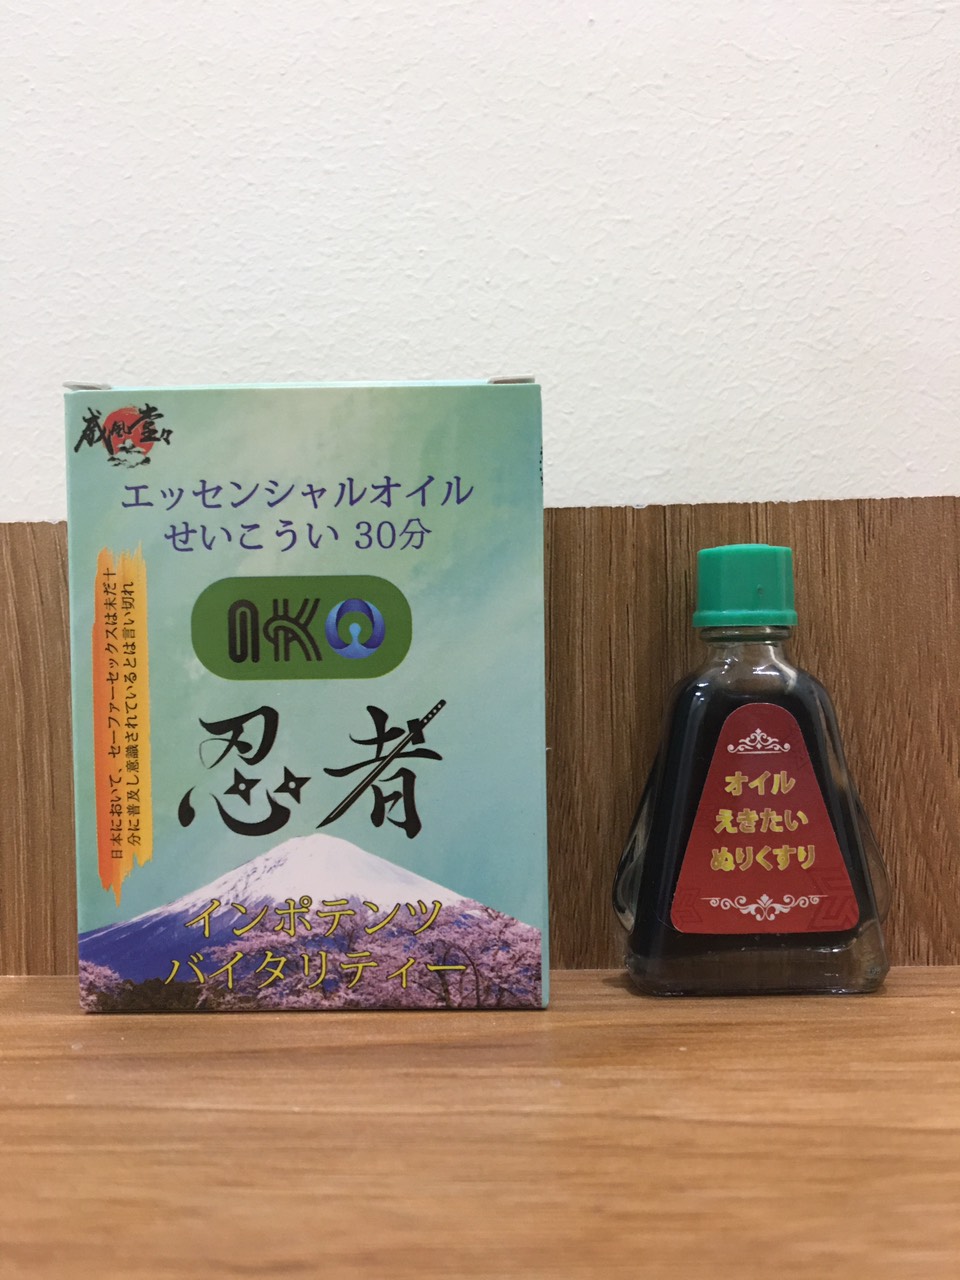 威風堂々
エッセンシャルオイル
せいこうい 30分
日本において、セーファーセックスは未だ十
分に普及し意識されているとは言い切れ
忍者
インポテンツ
バイタリティー
オイル
えきたい
ぬりくすり